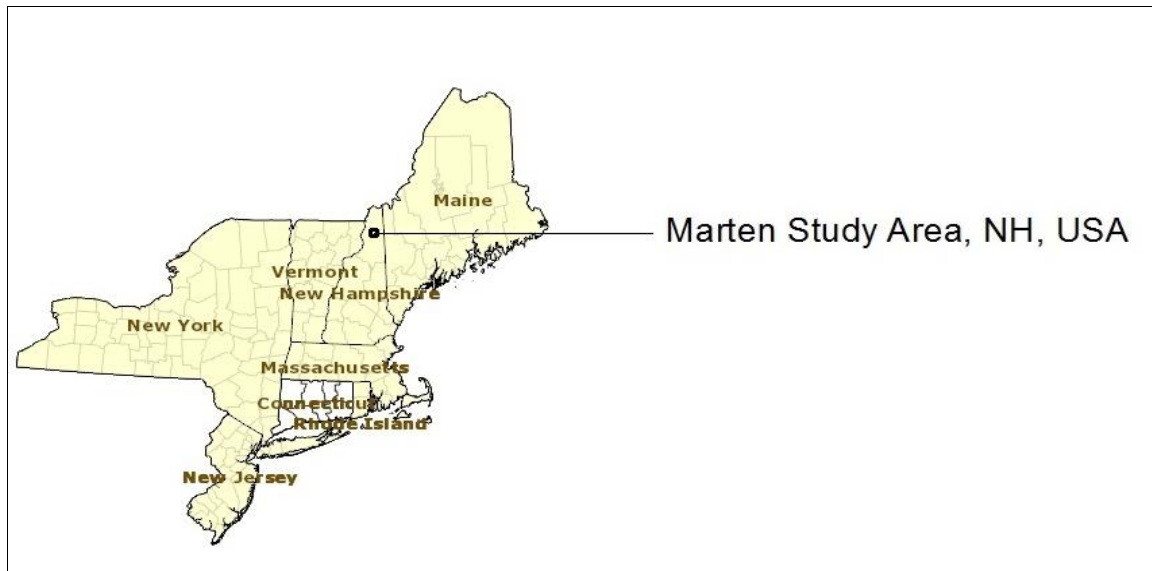 Maine
Marten Study Area, NH, USA
Vermont
New Hampshire
New York
Massachusetts
Connecticut
Rhode Island
New Jersey